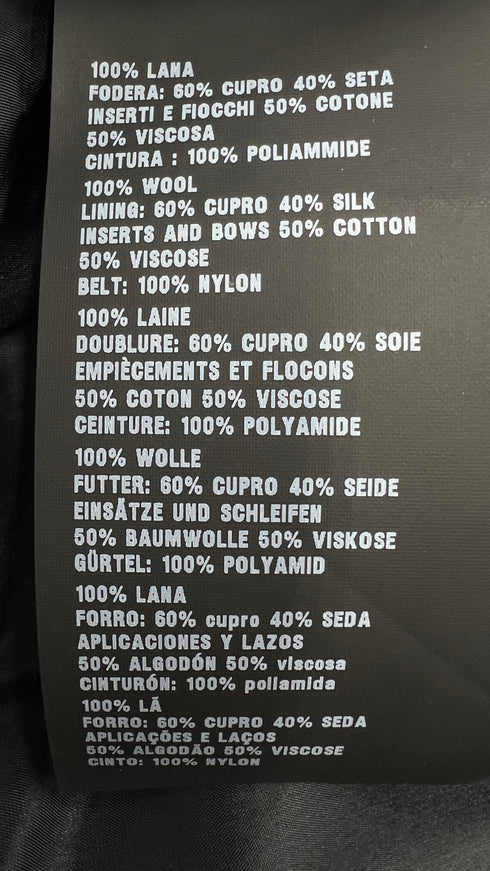 100% LANA
FODERA: 60% CUPRO 40% SETA
INSERTI E FIOCCHI 50% COTONE
50% VISCOSA
CINTURA : 100% POLIAMMIDE
100% WOOL
LINING: 60% CUPRO 40% SILK
INSERTS AND BOWS 50% COTTON
50% VISCOSE
BELT: 100% NYLON
100% LAINE
DOUBLURE: 60% CUPRO 40% SOIE
EMPIÈCEMENTS ET FLOCONS
50% COTON 50% VISCOSE
CEINTURE: 100% POLYAMIDE
100% WOLLE
FUTTER: 60% CUPRO 40% SEIDE
EINSÄTZE UND SCHLEIFEN
50% BAUMWOLLE 50% VISKOSE
GÜRTEL: 100% POLYAMID
100% LANA
FORRO: 60% cupro 40% SEDA
APLICACIONES Y LAZOS
50% ALGODÓN 50% viscosa
CINTURÓN: 100% poliamida
100% LÃ
FORRO: 60% CUPRO 40% SEDA
APLICAÇÕES E LAÇOS
50% ALGODÃO 50% VISCOSE
CINTO: 100% NYLON